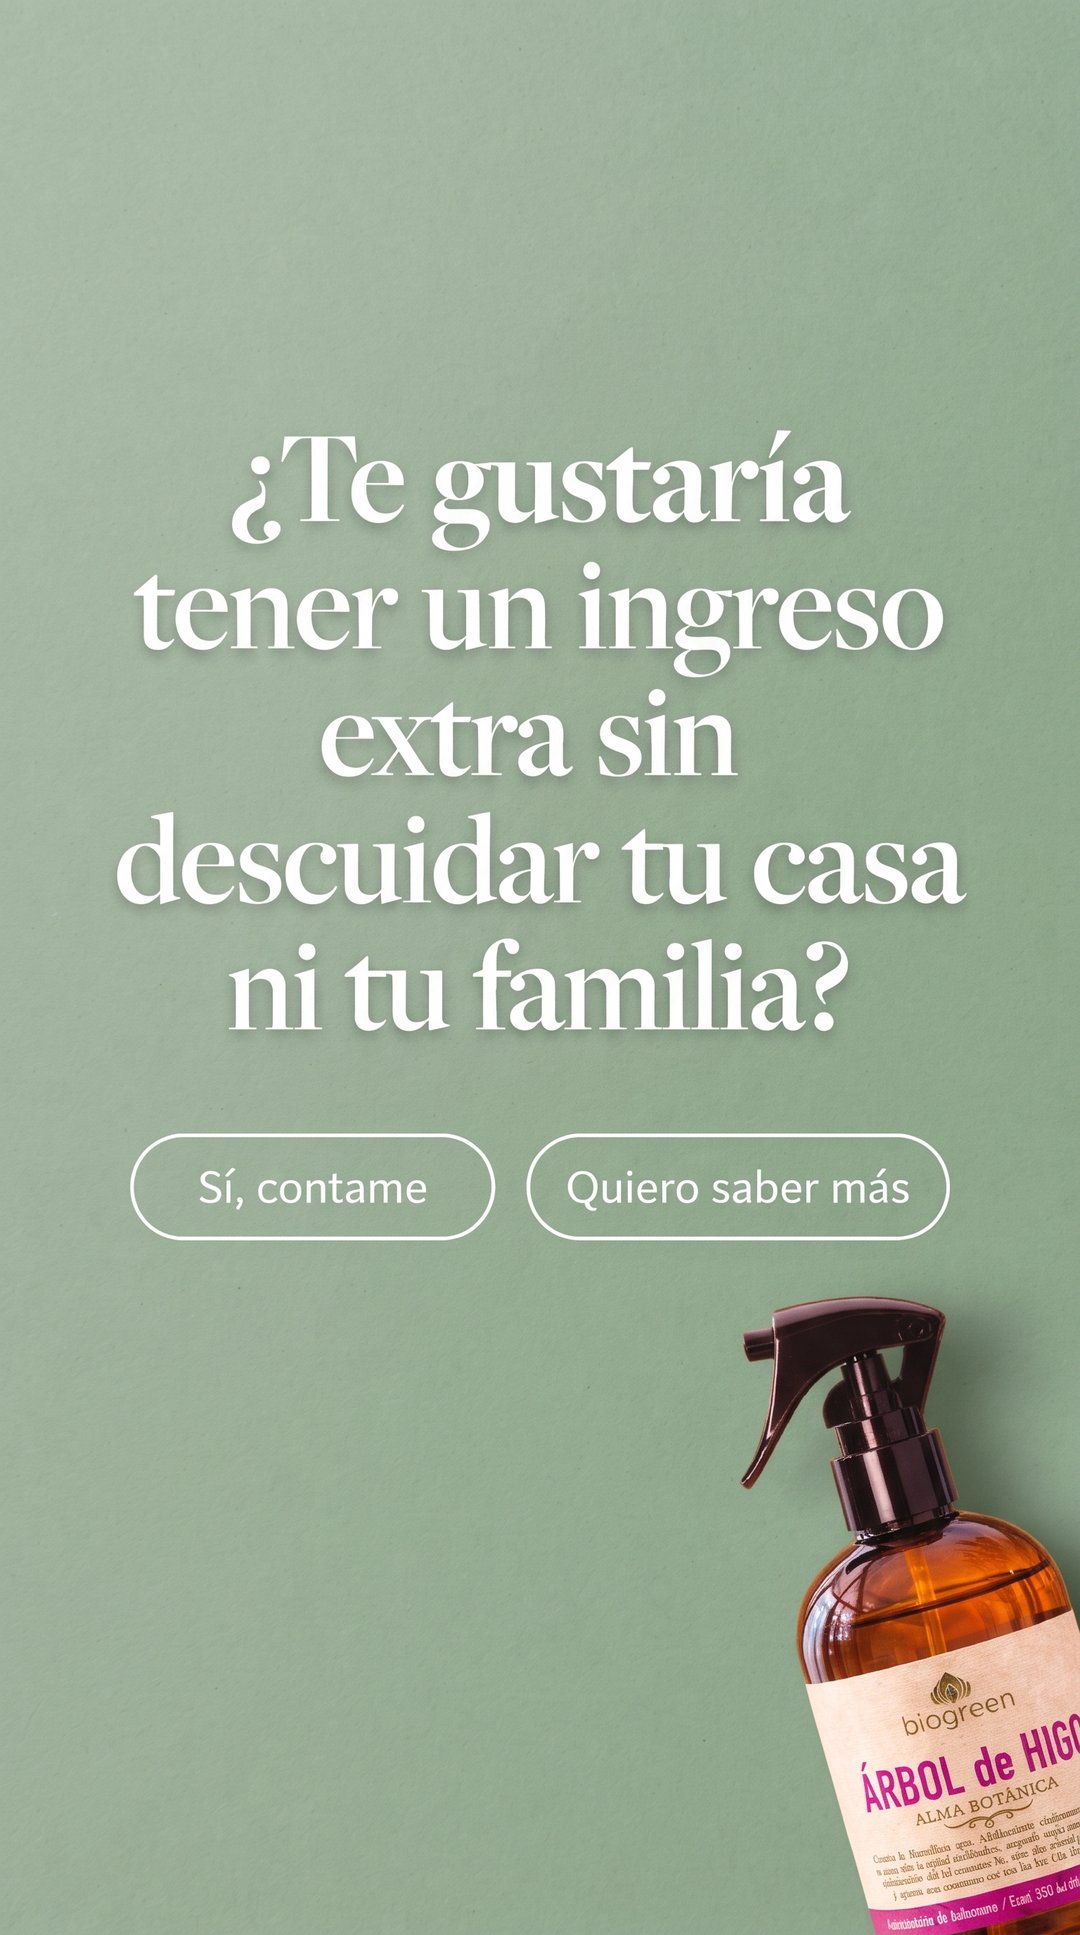 ¿Te gustaría
tener un ingreso
extra sin
descuidar tu casa
ni tu familia?
Sí, contame
Quiero saber más
biogreen
ÁRBOL de HIGO
ALMA BOTÁNICA